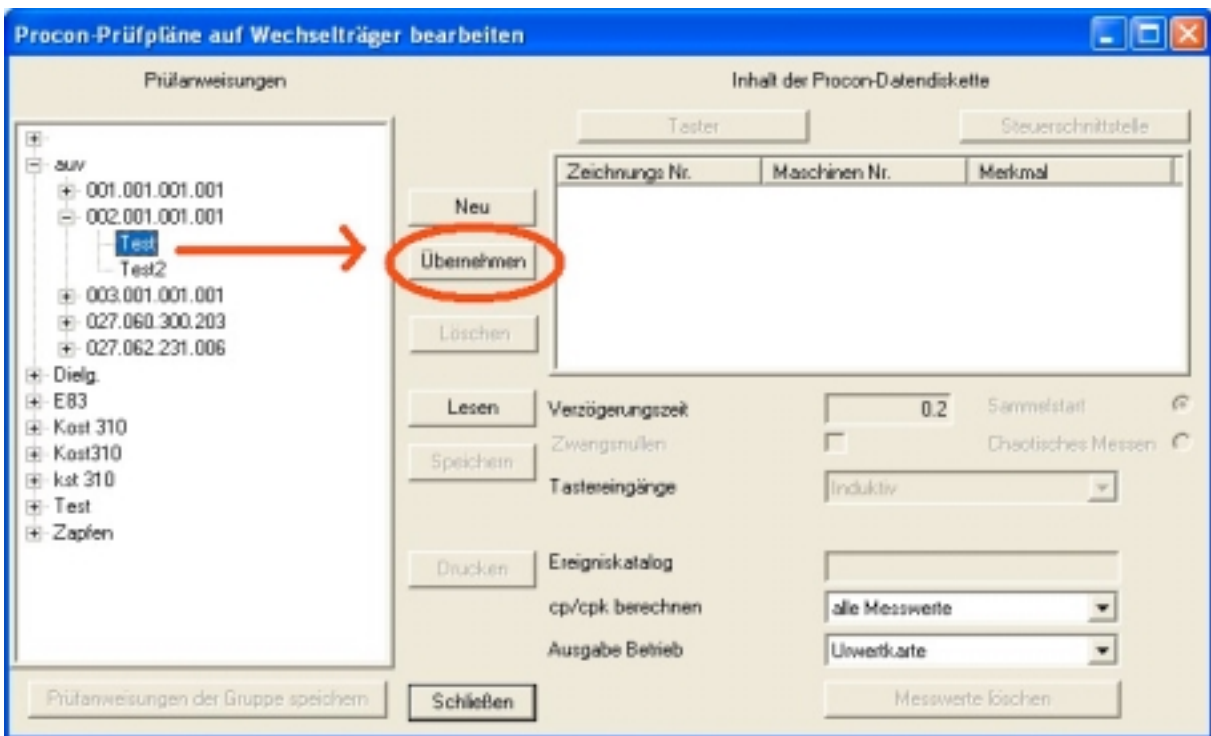 Procon-Prüfpläne auf Wechselträger bearbeiten
Prüfanweisungen
Inhalt der Procon-Datendiskette
Taster
Steuerschnittstelle
auv
001.001.001.001
002.001.001.001
Test
Test2
003.001.001.001
027.060.300.203
027.062.231.006
Dielg.
E83
Kost 310
Kost310
kst 310
Test
Zapfen
Prüfanweisungen der Gruppe speichern
Neu
Übernehmen
Löschen
Lesen
Speichern
Drucken
Schließen
Zeichnungs Nr. Maschinen Nr. Merkmal
Verzögerungszeit 0.2 Sammelstart
Zwangsnullen Chaotisches Messen
Tastereingänge Induktiv
Ereigniskatalog
cp/cpk berechnen alle Messwerte
Ausgabe Betrieb Urwertkarte
Messwerte löschen